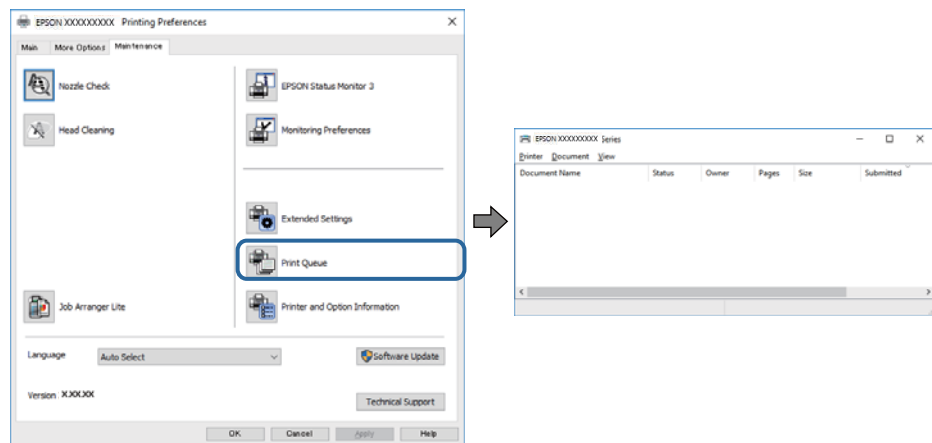 EPSON XXXXXXXXX Printing Preferences
Main More Options Maintenance
Nozzle Check
EPSON Status Monitor 3
Head Cleaning
Monitoring Preferences
Extended Settings
Print Queue
Job Arranger Lite
Printer and Option Information
Language Auto Select Software Update
Version X.XX.XX
Technical Support
OK Cancel Apply Help
EPSON XXXXXXXXX Series
Printer Document View
Document Name Status Owner Pages Size Submitted